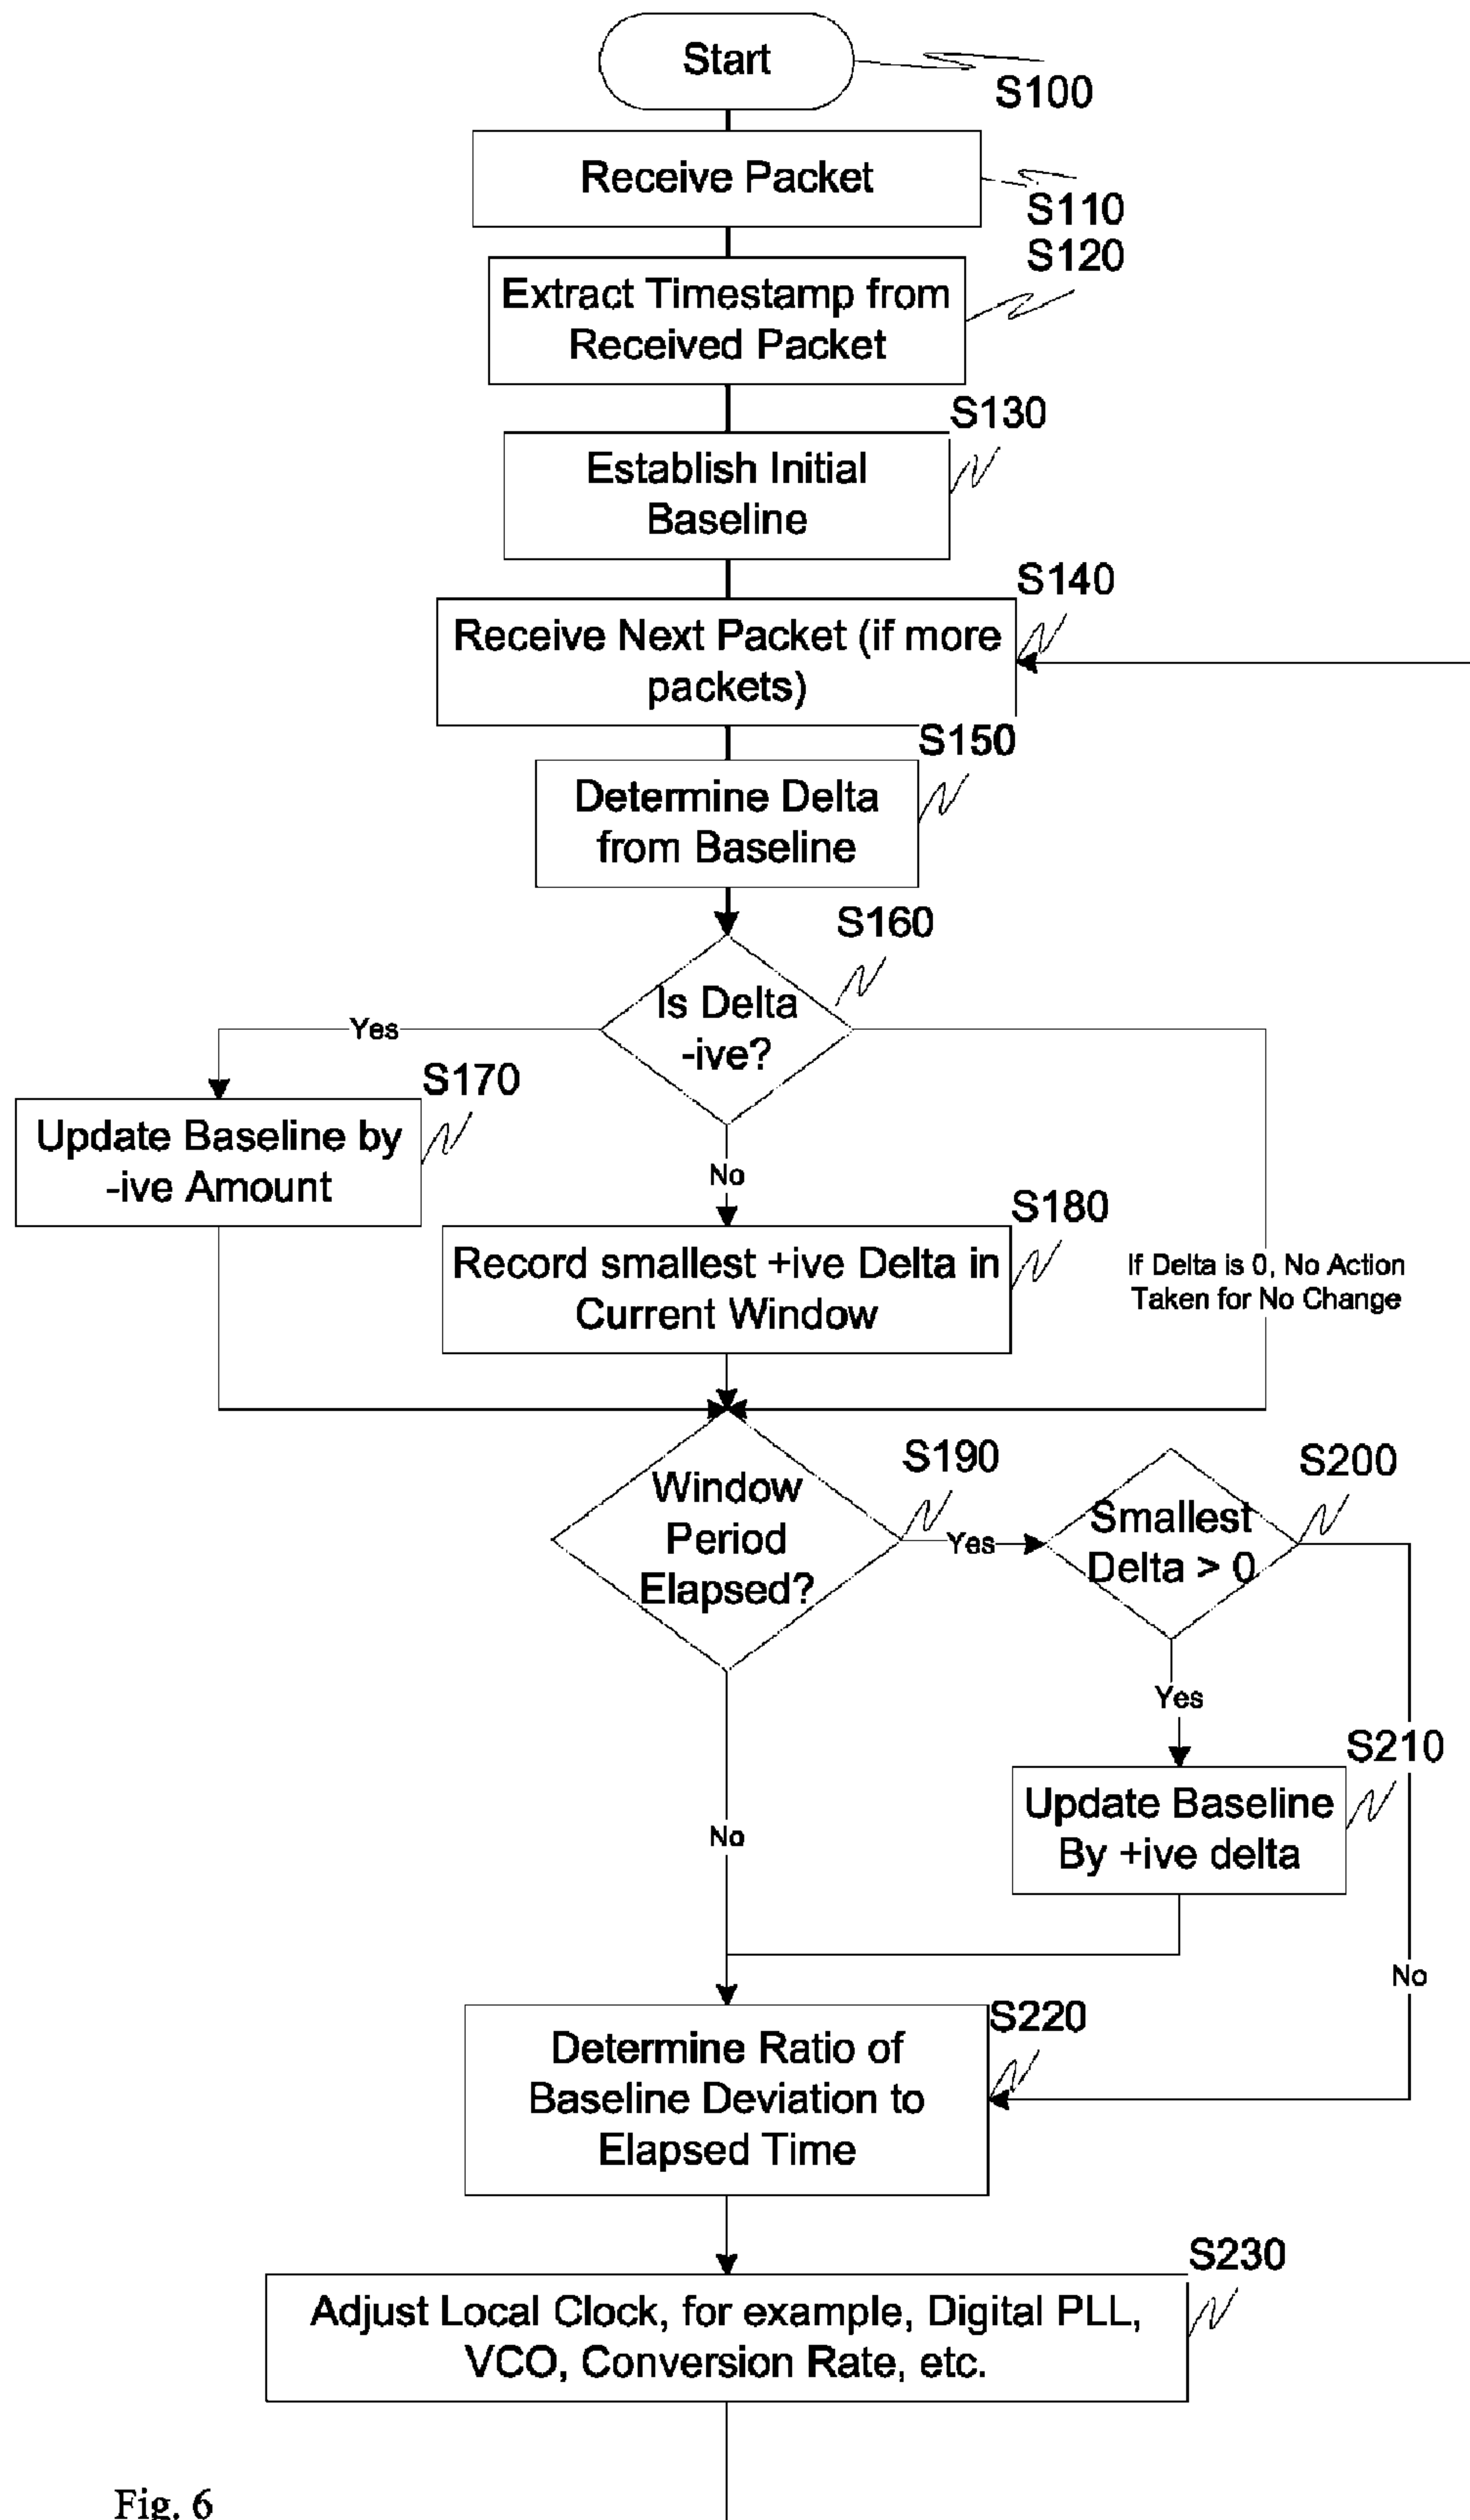 Start
S100
Receive Packet
S110
S120
Extract Timestamp from
Received Packet
S130
Establish Initial
Baseline
S140
Receive Next Packet (if more
packets)
S150
Determine Delta
from Baseline
S160
Is Delta
-ive?
Yes
S170
Update Baseline by
-ive Amount
No
S180
Record smallest +ive Delta in
Current Window
If Delta is 0, No Action
Taken for No Change
S190
Window
Period
Elapsed?
Yes
S200
Smallest
Delta > 0
Yes
S210
Update Baseline
By +ive delta
No
No
S220
Determine Ratio of
Baseline Deviation to
Elapsed Time
S230
Adjust Local Clock, for example, Digital PLL,
VCO, Conversion Rate, etc.
Fig. 6